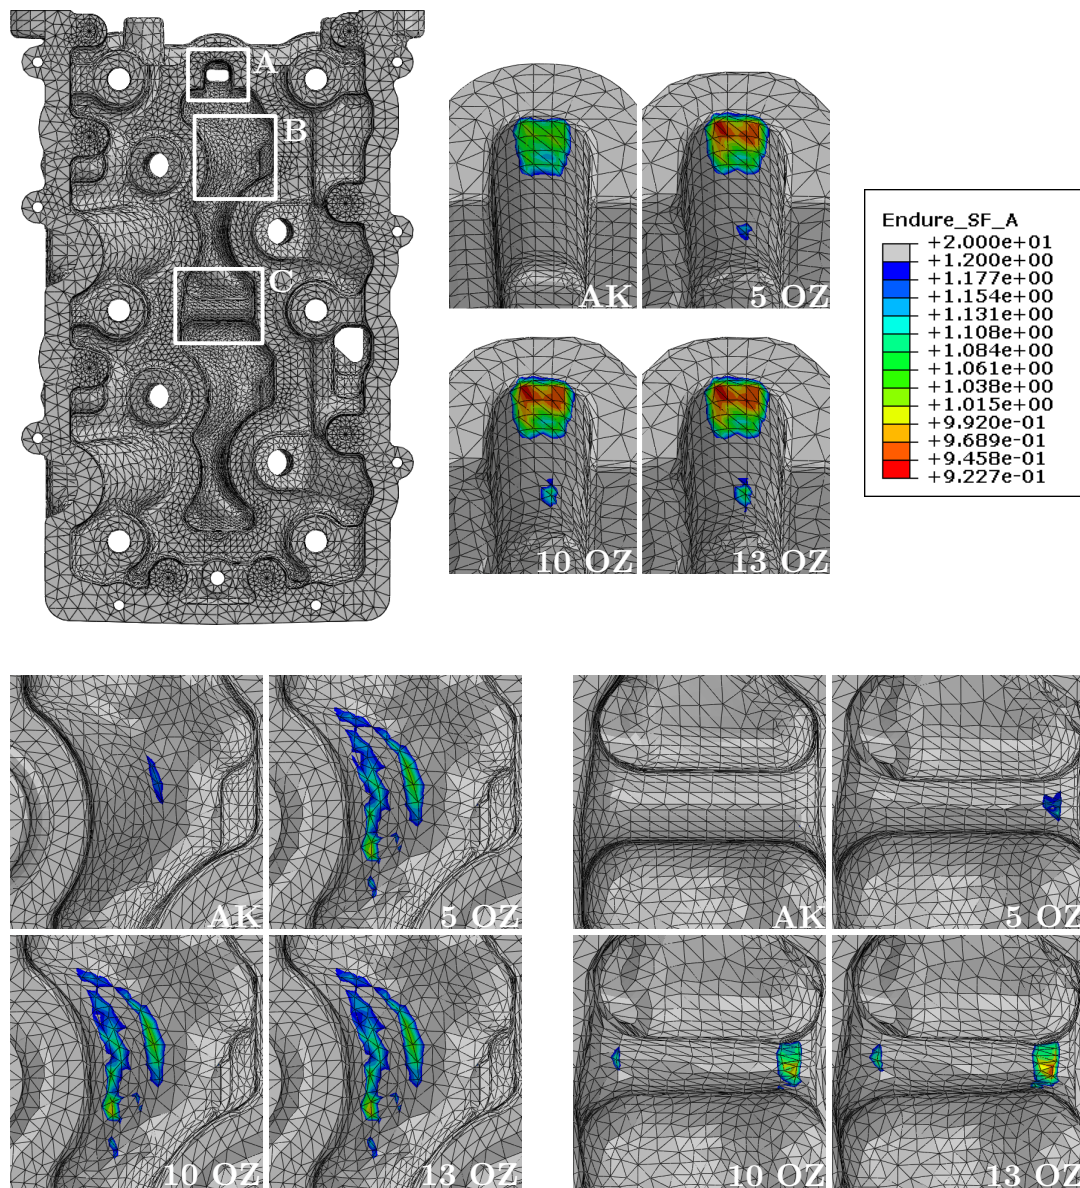 A
B
C
AK
5 OZ
10 OZ
13 OZ
Endure_SF_A
+2.000e+01
+1.200e+00
+1.177e+00
+1.154e+00
+1.131e+00
+1.108e+00
+1.084e+00
+1.061e+00
+1.038e+00
+1.015e+00
+9.920e-01
+9.689e-01
+9.458e-01
+9.227e-01
AK
5 OZ
10 OZ
13 OZ
AK
5 OZ
10 OZ
13 OZ